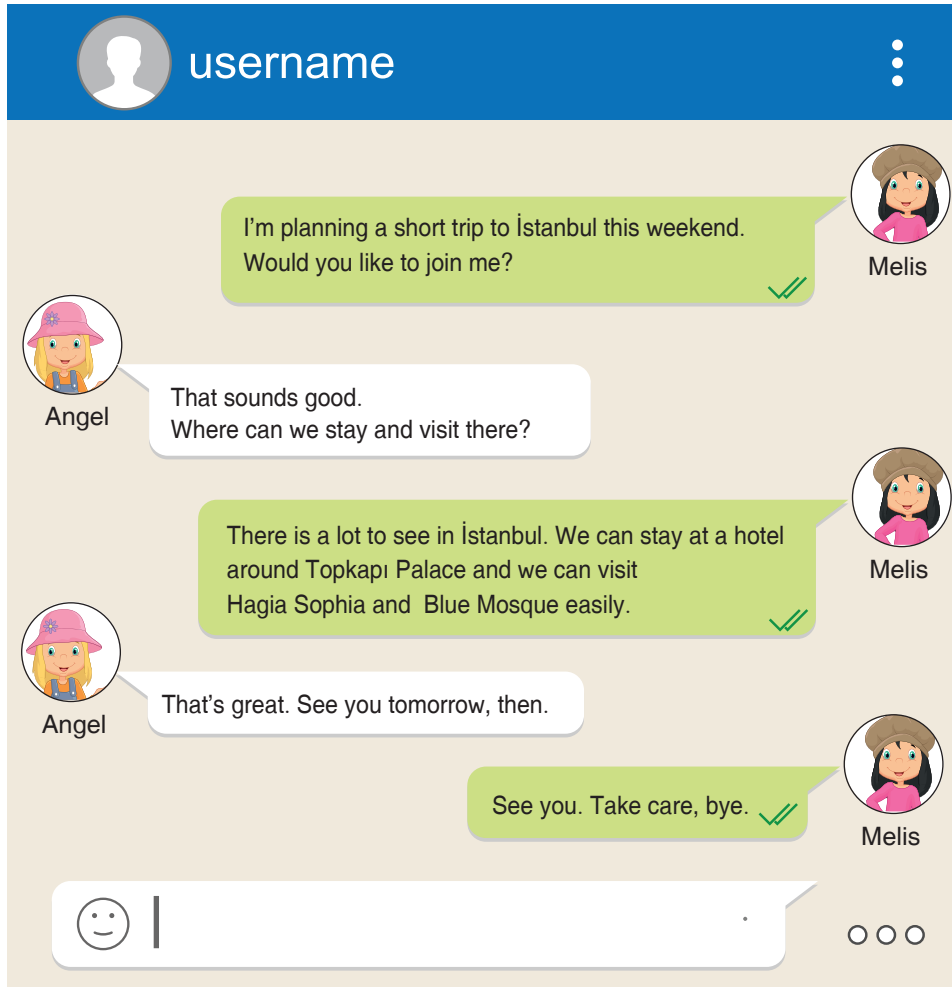 username
I’m planning a short trip to İstanbul this weekend.
Would you like to join me?
Melis
Angel
That sounds good.
Where can we stay and visit there?
There is a lot to see in İstanbul. We can stay at a hotel
around Topkapı Palace and we can visit
Hagia Sophia and Blue Mosque easily.
Melis
Angel
That’s great. See you tomorrow, then.
See you. Take care, bye.
Melis